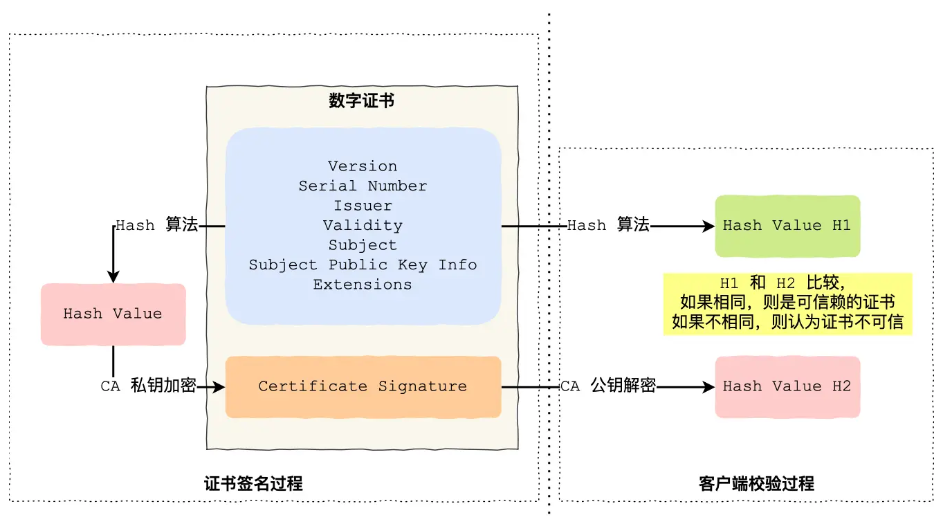 数字证书
Version
Serial Number
Issuer
Validity
Subject
Subject Public Key Info
Extensions
Hash 算法
Hash Value
CA 私钥加密
Certificate Signature
证书签名过程
Hash 算法
Hash Value H1
H1 和 H2 比较,
如果相同，则是可信赖的证书
如果不相同，则认为证书不可信
CA 公钥解密
Hash Value H2
客户端校验过程